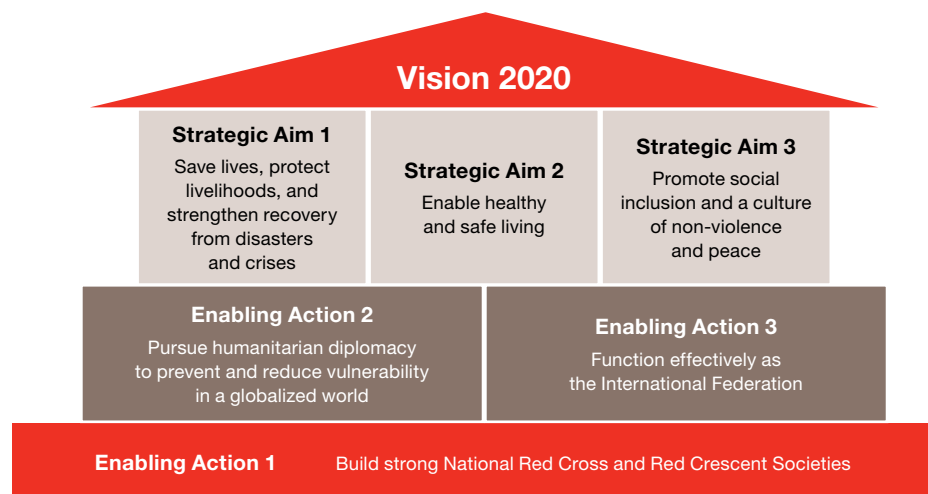 Vision 2020
Strategic Aim 1
Save lives, protect
livelihoods, and
strengthen recovery
from disasters
and crises
Strategic Aim 2
Enable healthy
and safe living
Strategic Aim 3
Promote social
inclusion and a culture
of non-violence
and peace
Enabling Action 2
Pursue humanitarian diplomacy
to prevent and reduce vulnerability
in a globalized world
Enabling Action 3
Function effectively as
the International Federation
Enabling Action 1 Build strong National Red Cross and Red Crescent Societies